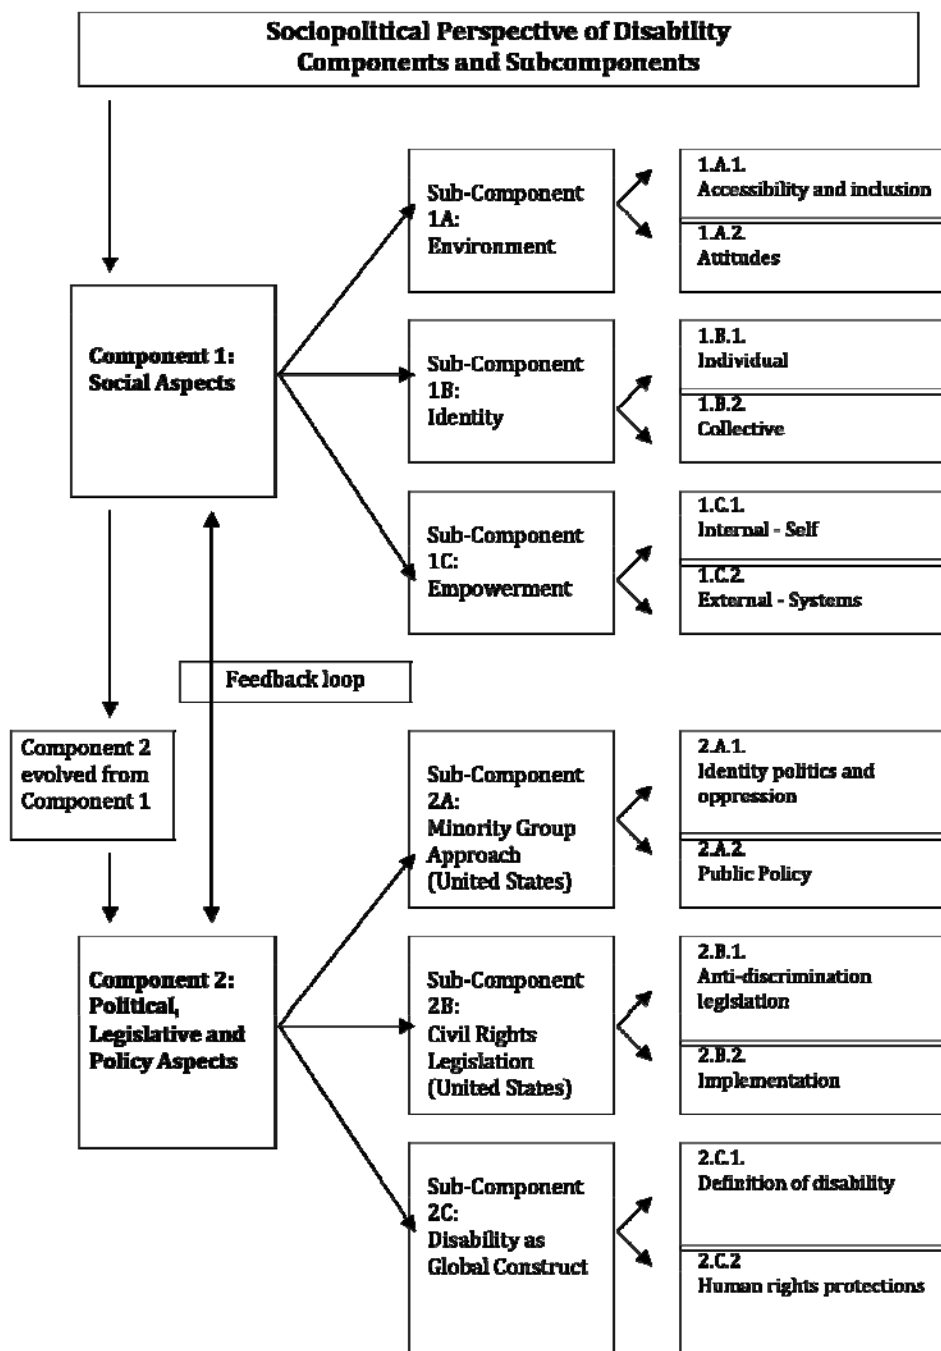 Sociopolitical Perspective of Disability
Components and Subcomponents
Sub-Component
1A:
Environment
1.A.1.
Accessibility and inclusion
1.A.2.
Attitudes
Component 1:
Social Aspects
Sub-Component
1B:
Identity
1.B.1.
Individual
1.B.2.
Collective
Sub-Component
1C:
Empowerment
1.C.1.
Internal - Self
1.C.2.
External - Systems
Feedback loop
Component 2
evolved from
Component 1
Sub-Component
2A:
Minority Group
Approach
(United States)
2.A.1.
Identity politics and
oppression
2.A.2.
Public Policy
Component 2:
Political,
Legislative and
Policy Aspects
Sub-Component
2B:
Civil Rights
Legislation
(United States)
2.B.1.
Anti-discrimination
legislation
2.B.2.
Implementation
Sub-Component
2C:
Disability as
Global Construct
2.C.1.
Definition of disability
2.C.2
Human rights protections